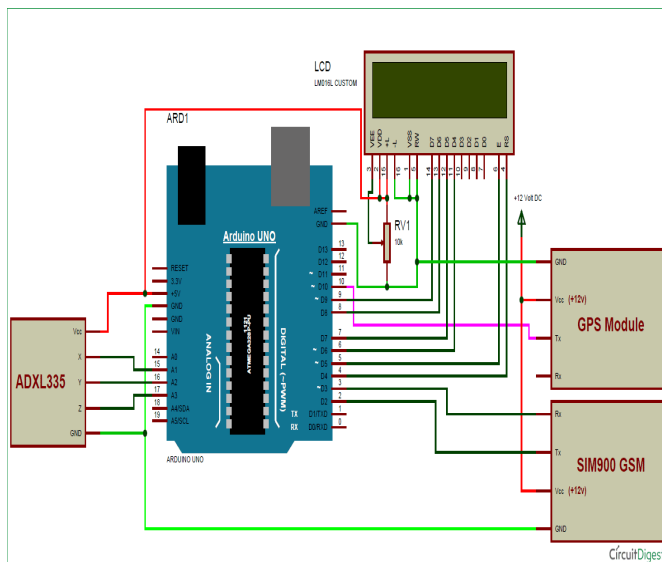 LCD
LM016L CUSTOM
VEE VDD +L -L VSS RW D7 D6 D5 D4 D3 D2 D1 D0 E RS
3 2 15 16 1 5 14 13 12 11 10 9 8 7 6 4
ARD1
+12 Volt DC
RV1
10k
Arduino UNO
AREF
GND
RESET
3.3V
+5V
GND
GND
VIN
D13 13
D12 12
~ D11 11
~ D10 10
~ D9 9
D8 8
D7 7
~ D6 6
~ D5 5
D4 4
~ D3 3
D2 2
TX D1/TXD 1
RX D0/RXD 0
ANALOG IN
DIGITAL (~PWM)
14 A0
15 A1
16 A2
17 A3
18 A4/SDA
19 A5/SCL
ARDUINO UNO
ADXL335
Vcc
X
Y
Z
GND
GND
Vcc (+12v)
GPS Module
Tx
Rx
Rx
Tx
SIM900 GSM
Vcc (+12v)
GND
CircuitDigest